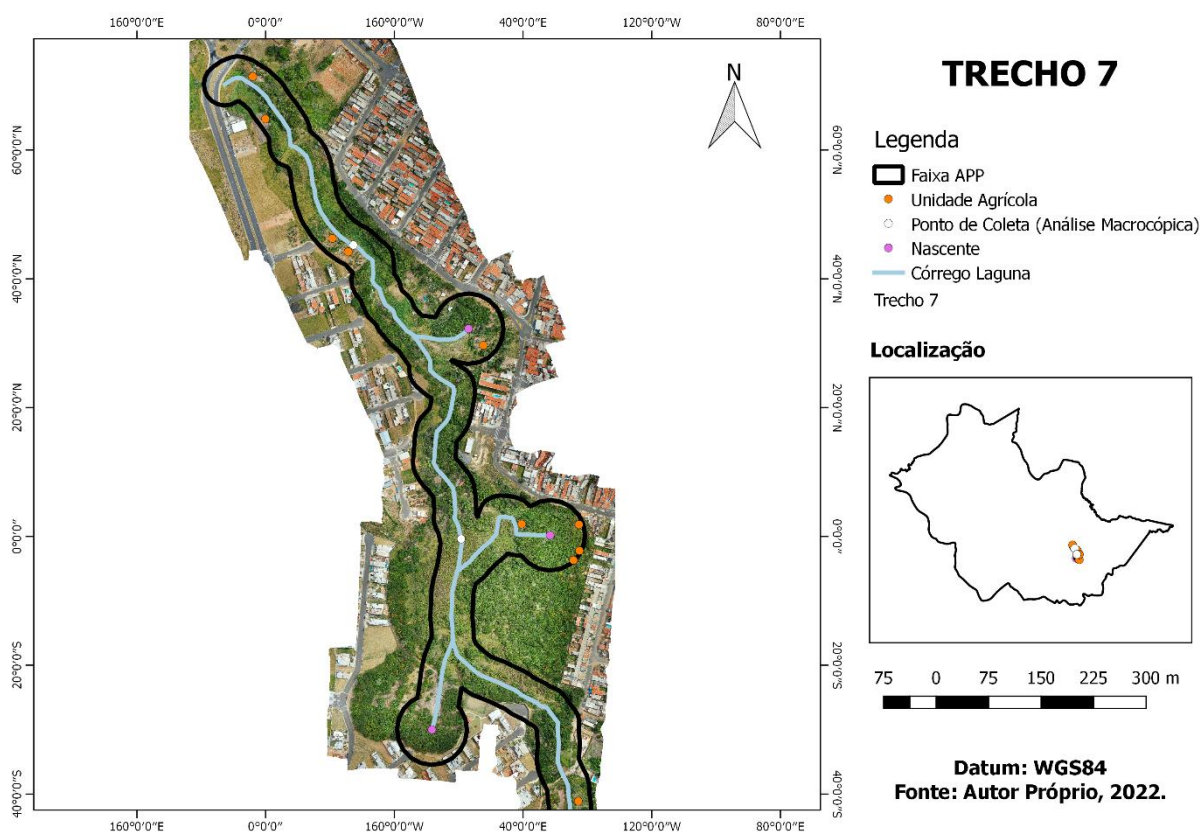 160°0'0"E 0°0'0" 160°0'0"W 40°0'0"W 120°0'0"W 80°0'0"E
N
60°0'0"N 60°0'0"N
40°0'0"N 40°0'0"N
20°0'0"N 20°0'0"N
0°0'0" 0°0'0"
20°0'0"S 20°0'0"S
40°0'0"S 40°0'0"S
160°0'0"E 0°0'0" 160°0'0"W 40°0'0"W 120°0'0"W 80°0'0"E
TRECHO 7
Legenda
Faixa APP
Unidade Agrícola
Ponto de Coleta (Análise Macrocópica)
Nascente
Córrego Laguna
Trecho 7
Localização
75 0 75 150 225 300 m
Datum: WGS84
Fonte: Autor Próprio, 2022.